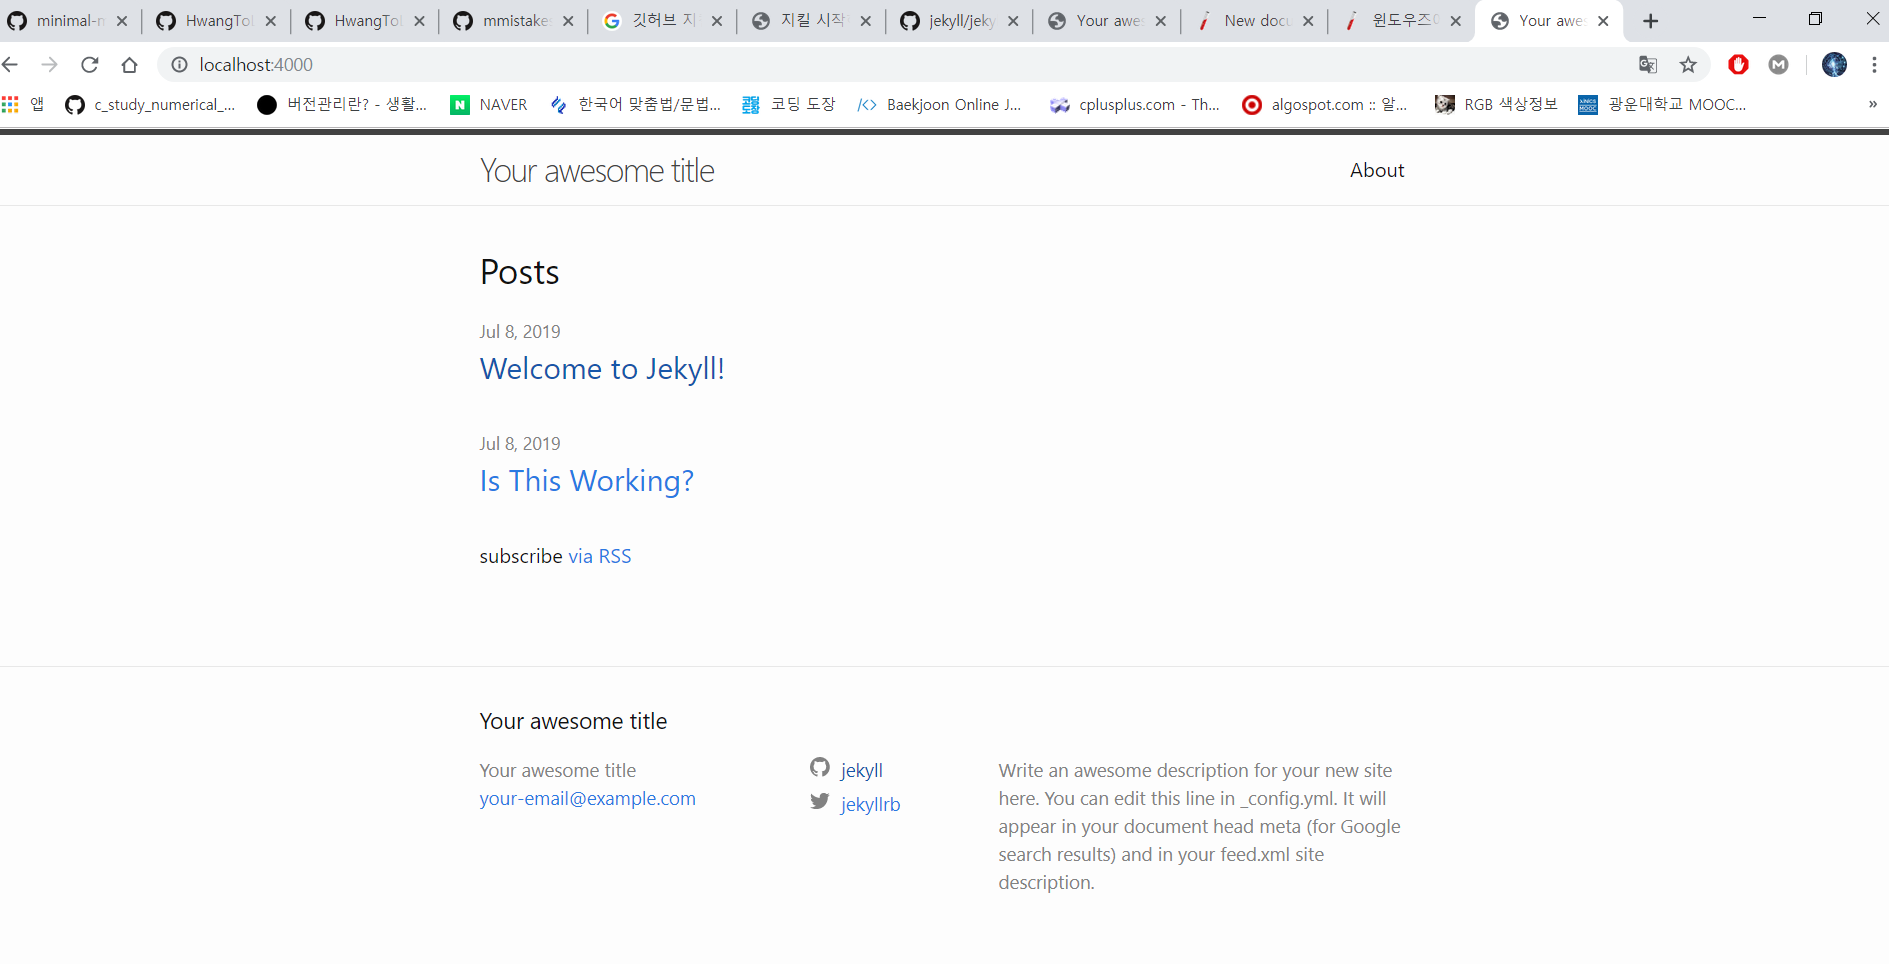 minimal-m
HwangTo
HwangTo
mmistake
깃허브 지
지킬 시작
jekyll/jeky
Your awes
New docu
윈도우즈에
Your awes
localhost:4000
앱
c_study_numerical_...
버전관리란? - 생활...
NAVER
한국어 맞춤법/문법...
코딩 도장
Baekjoon Online J...
cplusplus.com - Th...
algospot.com :: 알...
RGB 색상정보
광운대학교 MOOC...
»
Your awesome title
About
Posts
Jul 8, 2019
Welcome to Jekyll!
Jul 8, 2019
Is This Working?
subscribe via RSS
Your awesome title
Your awesome title
your-email@example.com
jekyll
jekyllrb
Write an awesome description for your new site
here. You can edit this line in _config.yml. It will
appear in your document head meta (for Google
search results) and in your feed.xml site
description.